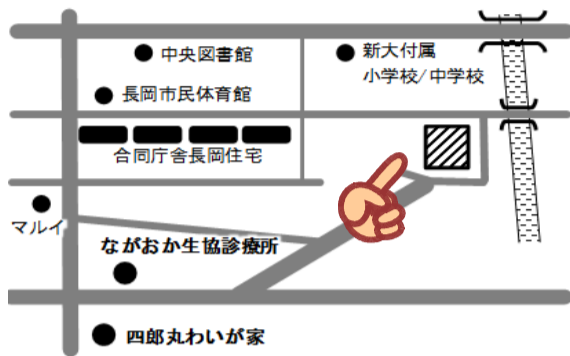 中央図書館
新大付属
小学校/中学校
長岡市民体育館
合同庁舎長岡住宅
マルイ
ながおか生協診療所
四郎丸わいが家